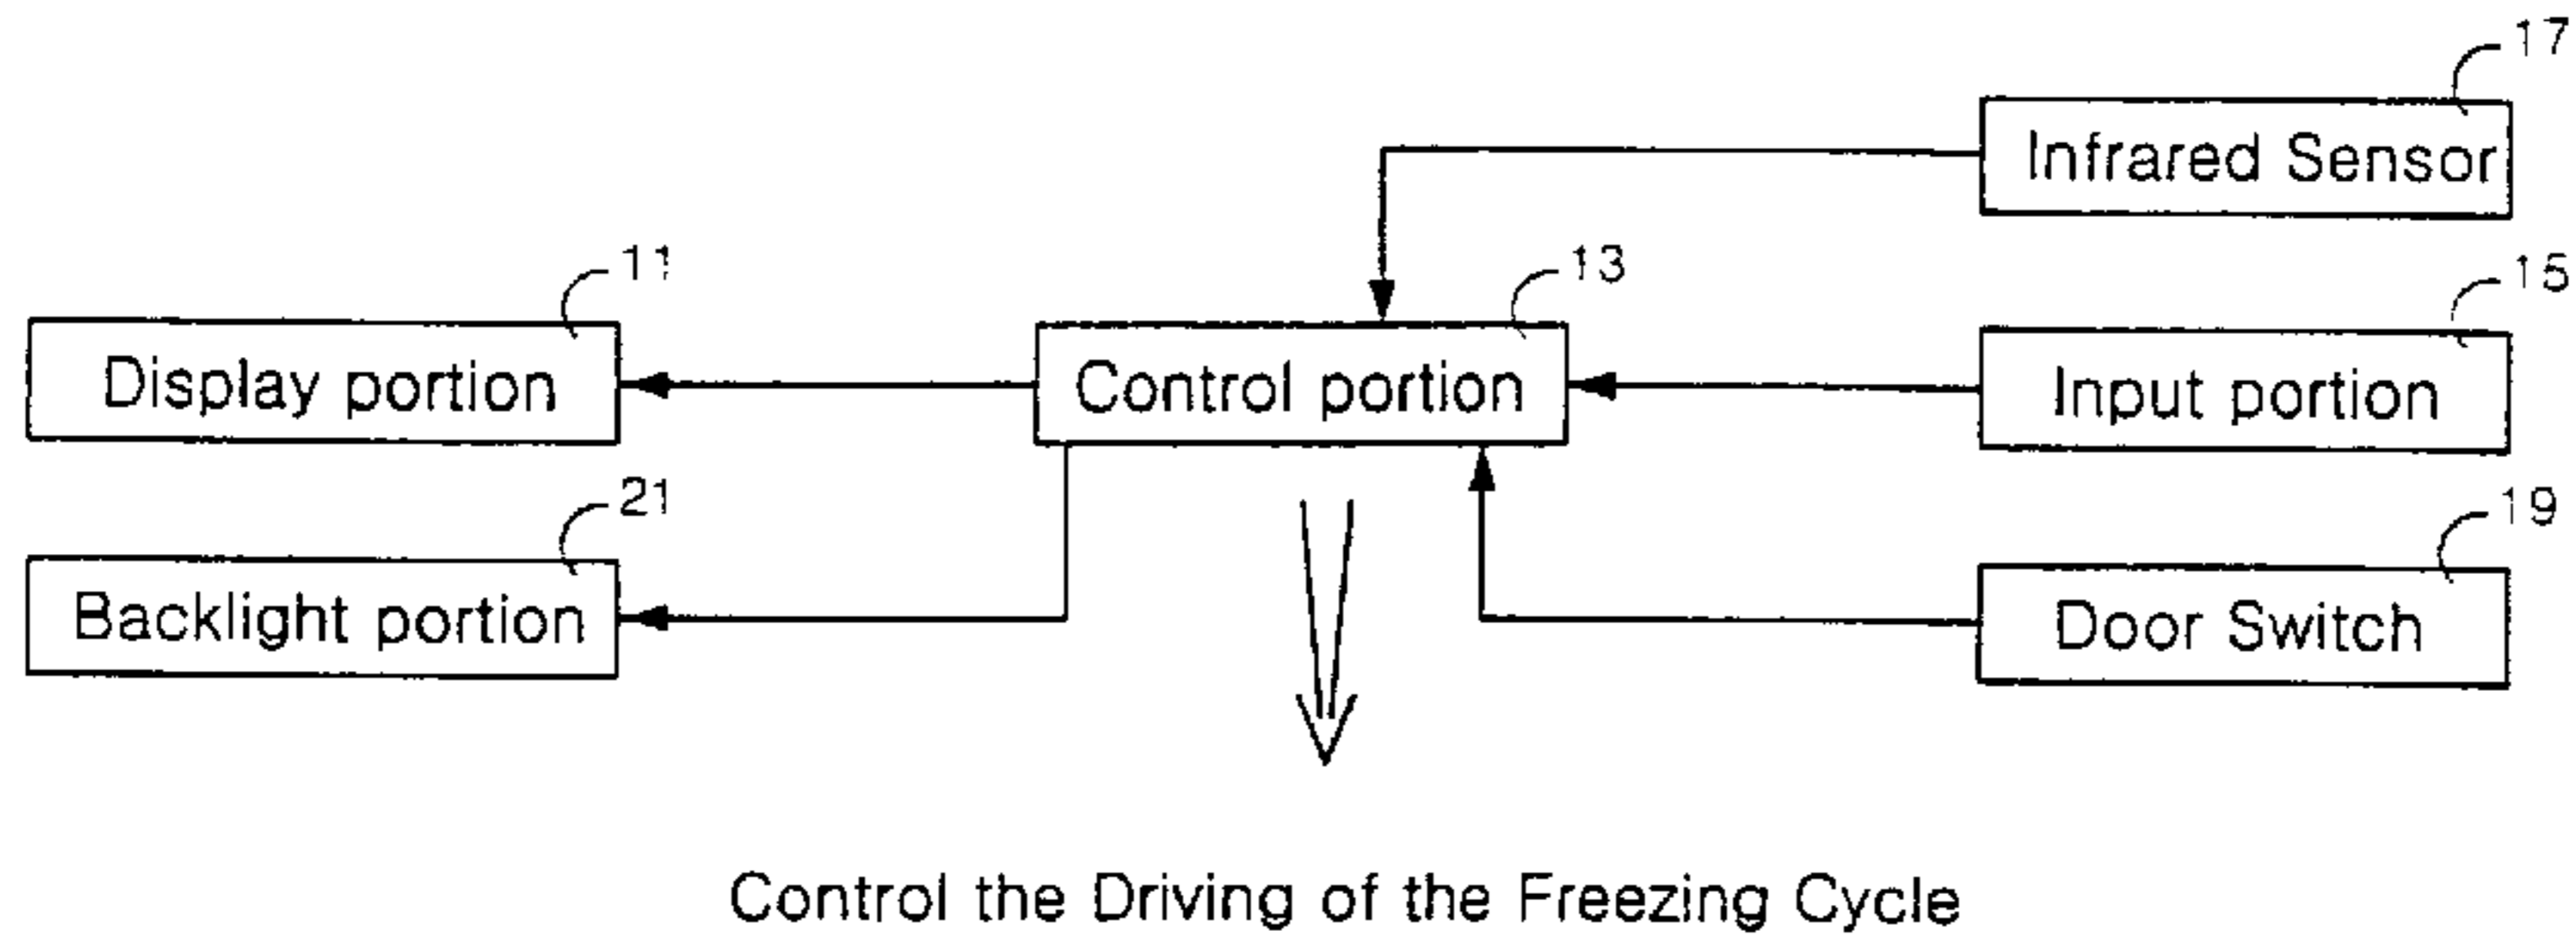 17
Infrared Sensor
11
13
15
Display portion
Control portion
Input portion
21
19
Backlight portion
Door Switch
Control the Driving of the Freezing Cycle